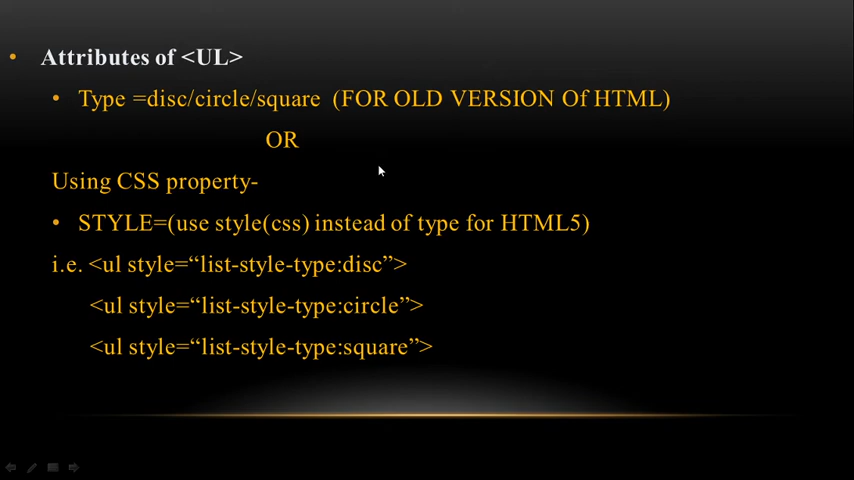 • Attributes of <UL>
• Type =disc/circle/square (FOR OLD VERSION Of HTML)
OR
Using CSS property-
• STYLE=(use style(css) instead of type for HTML5)
i.e. <ul style=“list-style-type:disc”>
<ul style=“list-style-type:circle”>
<ul style=“list-style-type:square”>